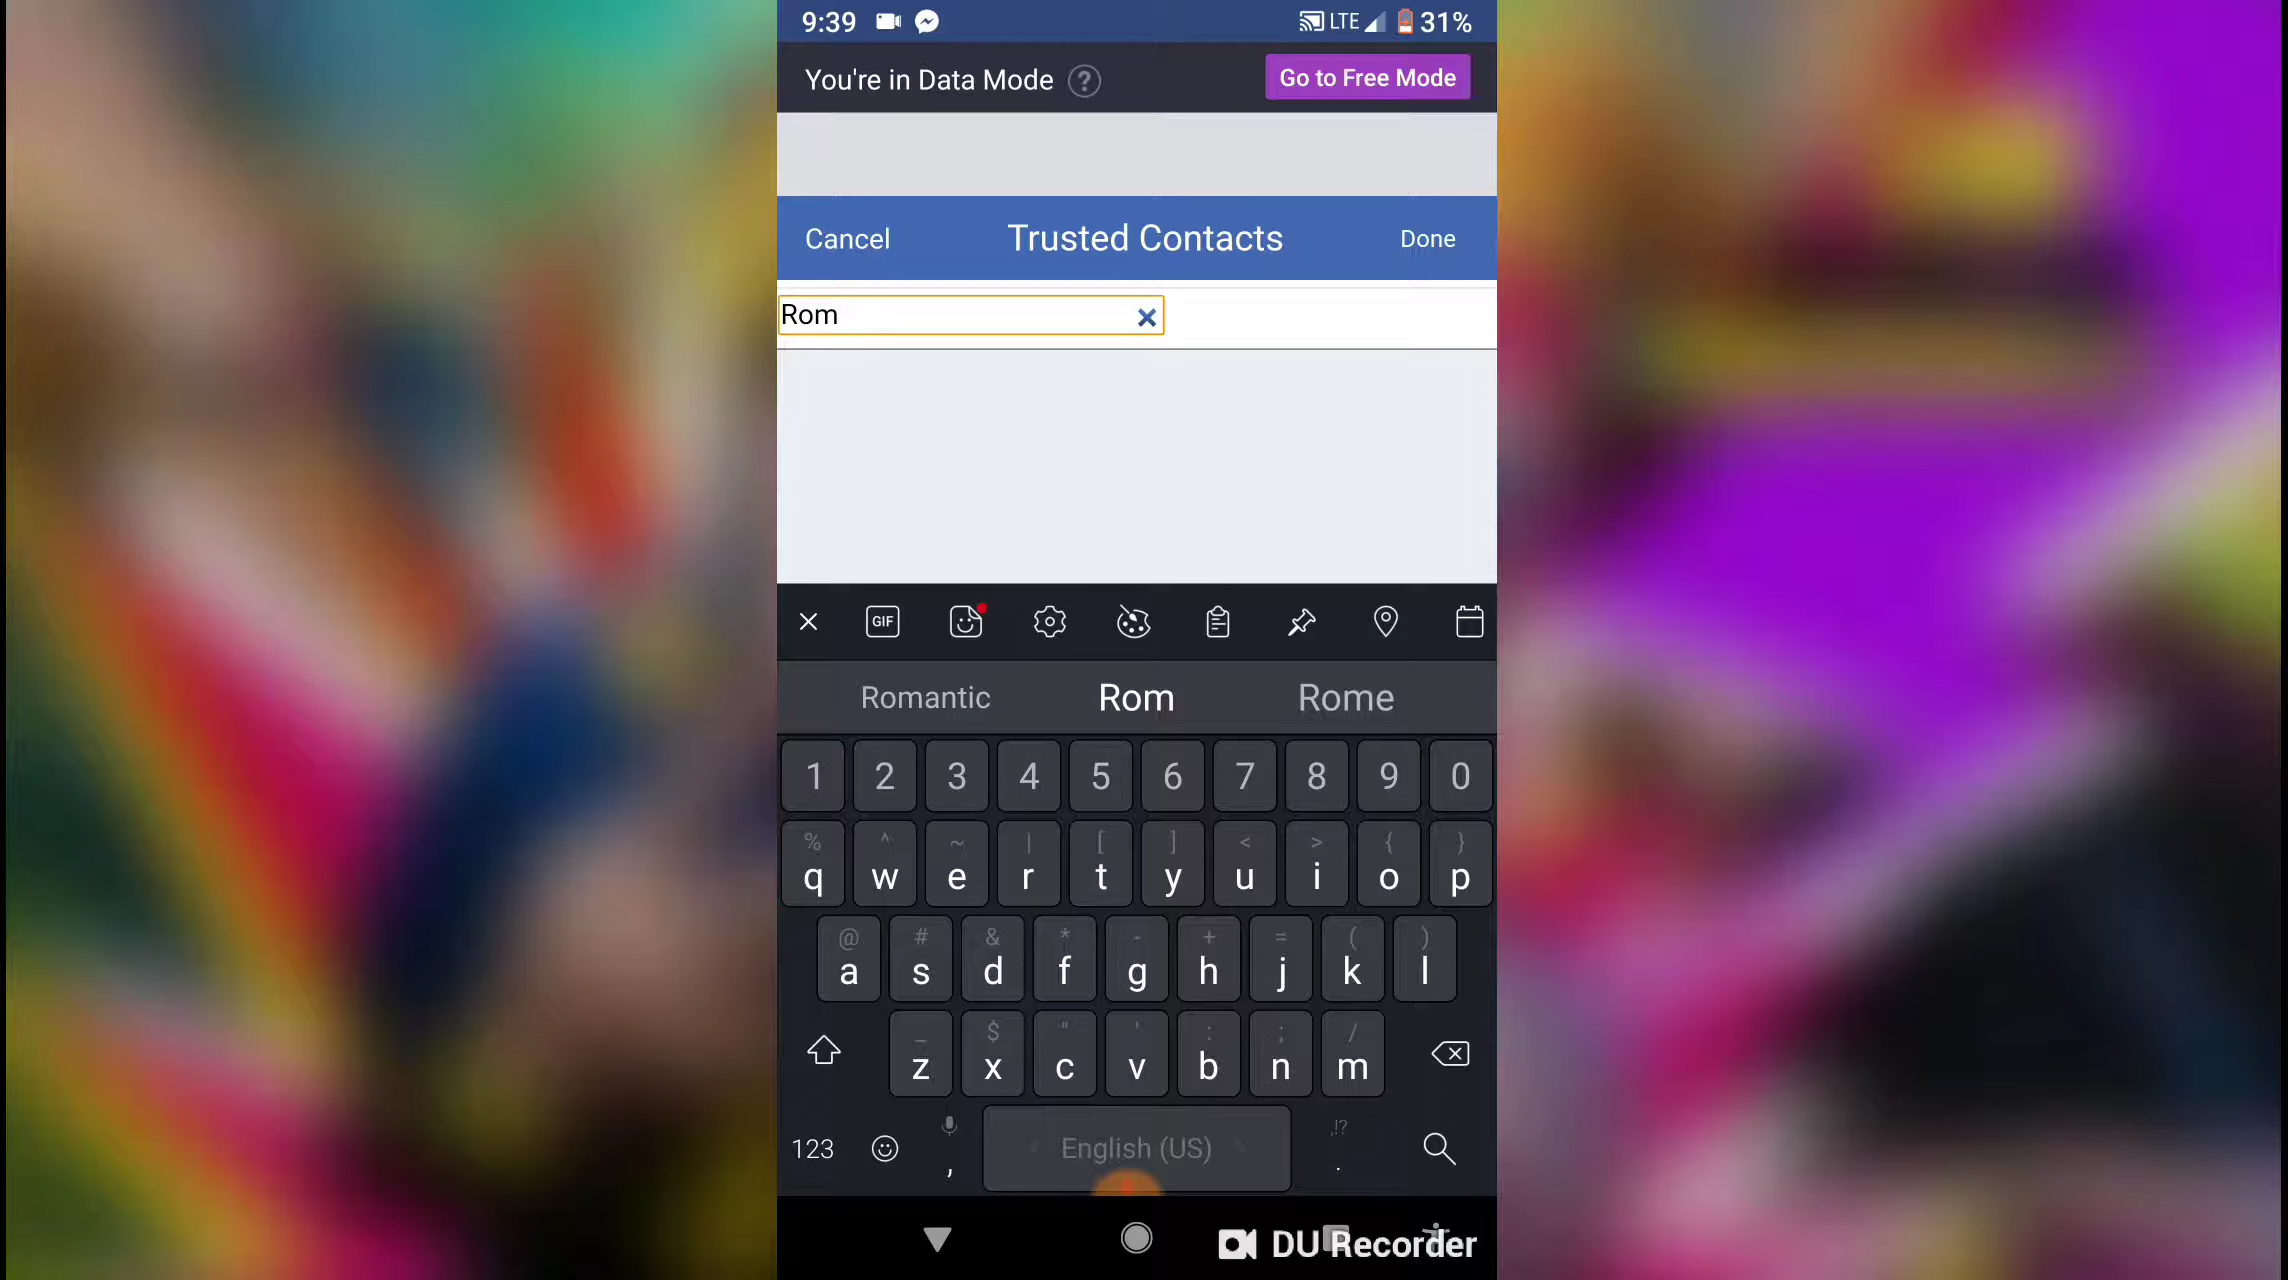 9:39 LTE 31%
You're in Data Mode ? Go to Free Mode
Cancel Trusted Contacts Done
Rom
GIF
Romantic Rom Rome
1 2 3 4 5 6 7 8 9 0
% ^ ~ | [ ] < > { }
q w e r t y u i o p
@ # & * - + = ( )
a s d f g h j k l
_ $ " ' : ; /
z x c v b n m
,!?
123 , English (US) .
DU Recorder